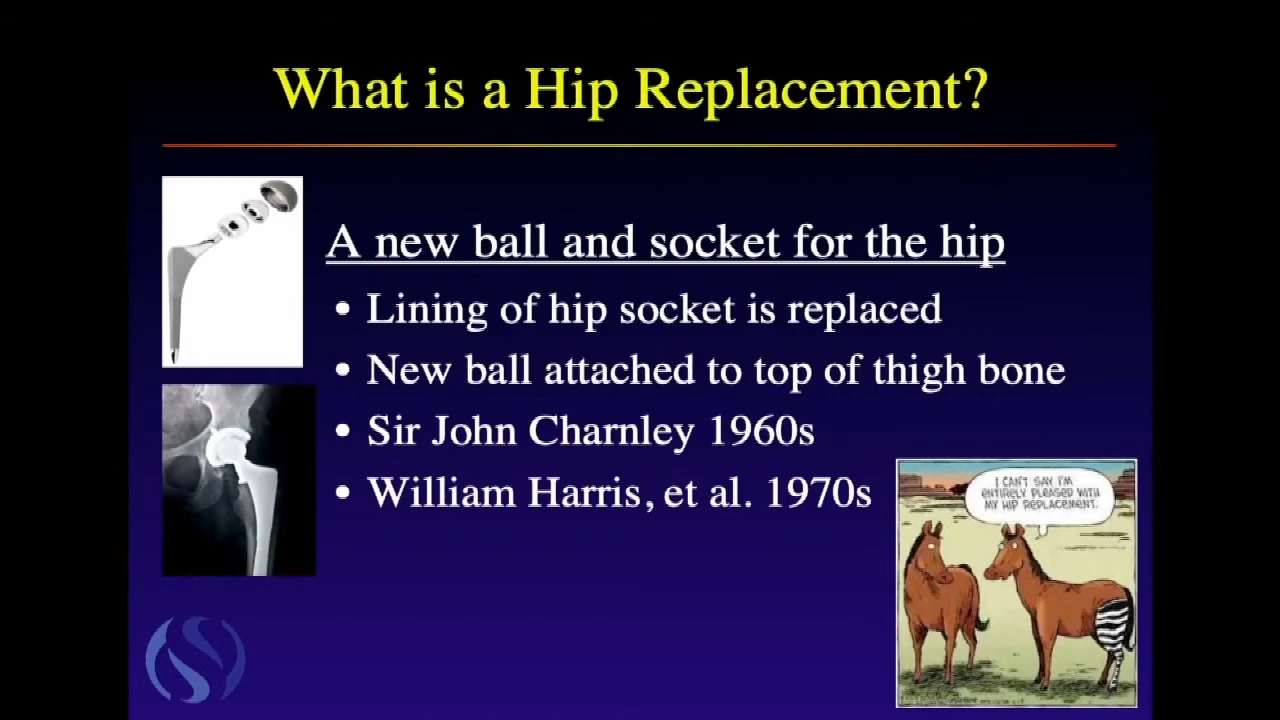 What is a Hip Replacement?
A new ball and socket for the hip
• Lining of hip socket is replaced
• New ball attached to top of thigh bone
• Sir John Charnley 1960s
• William Harris, et al. 1970s
I CAN'T SAY I'M
ENTIRELY PLEASED WITH
MY HIP REPLACEMENT.